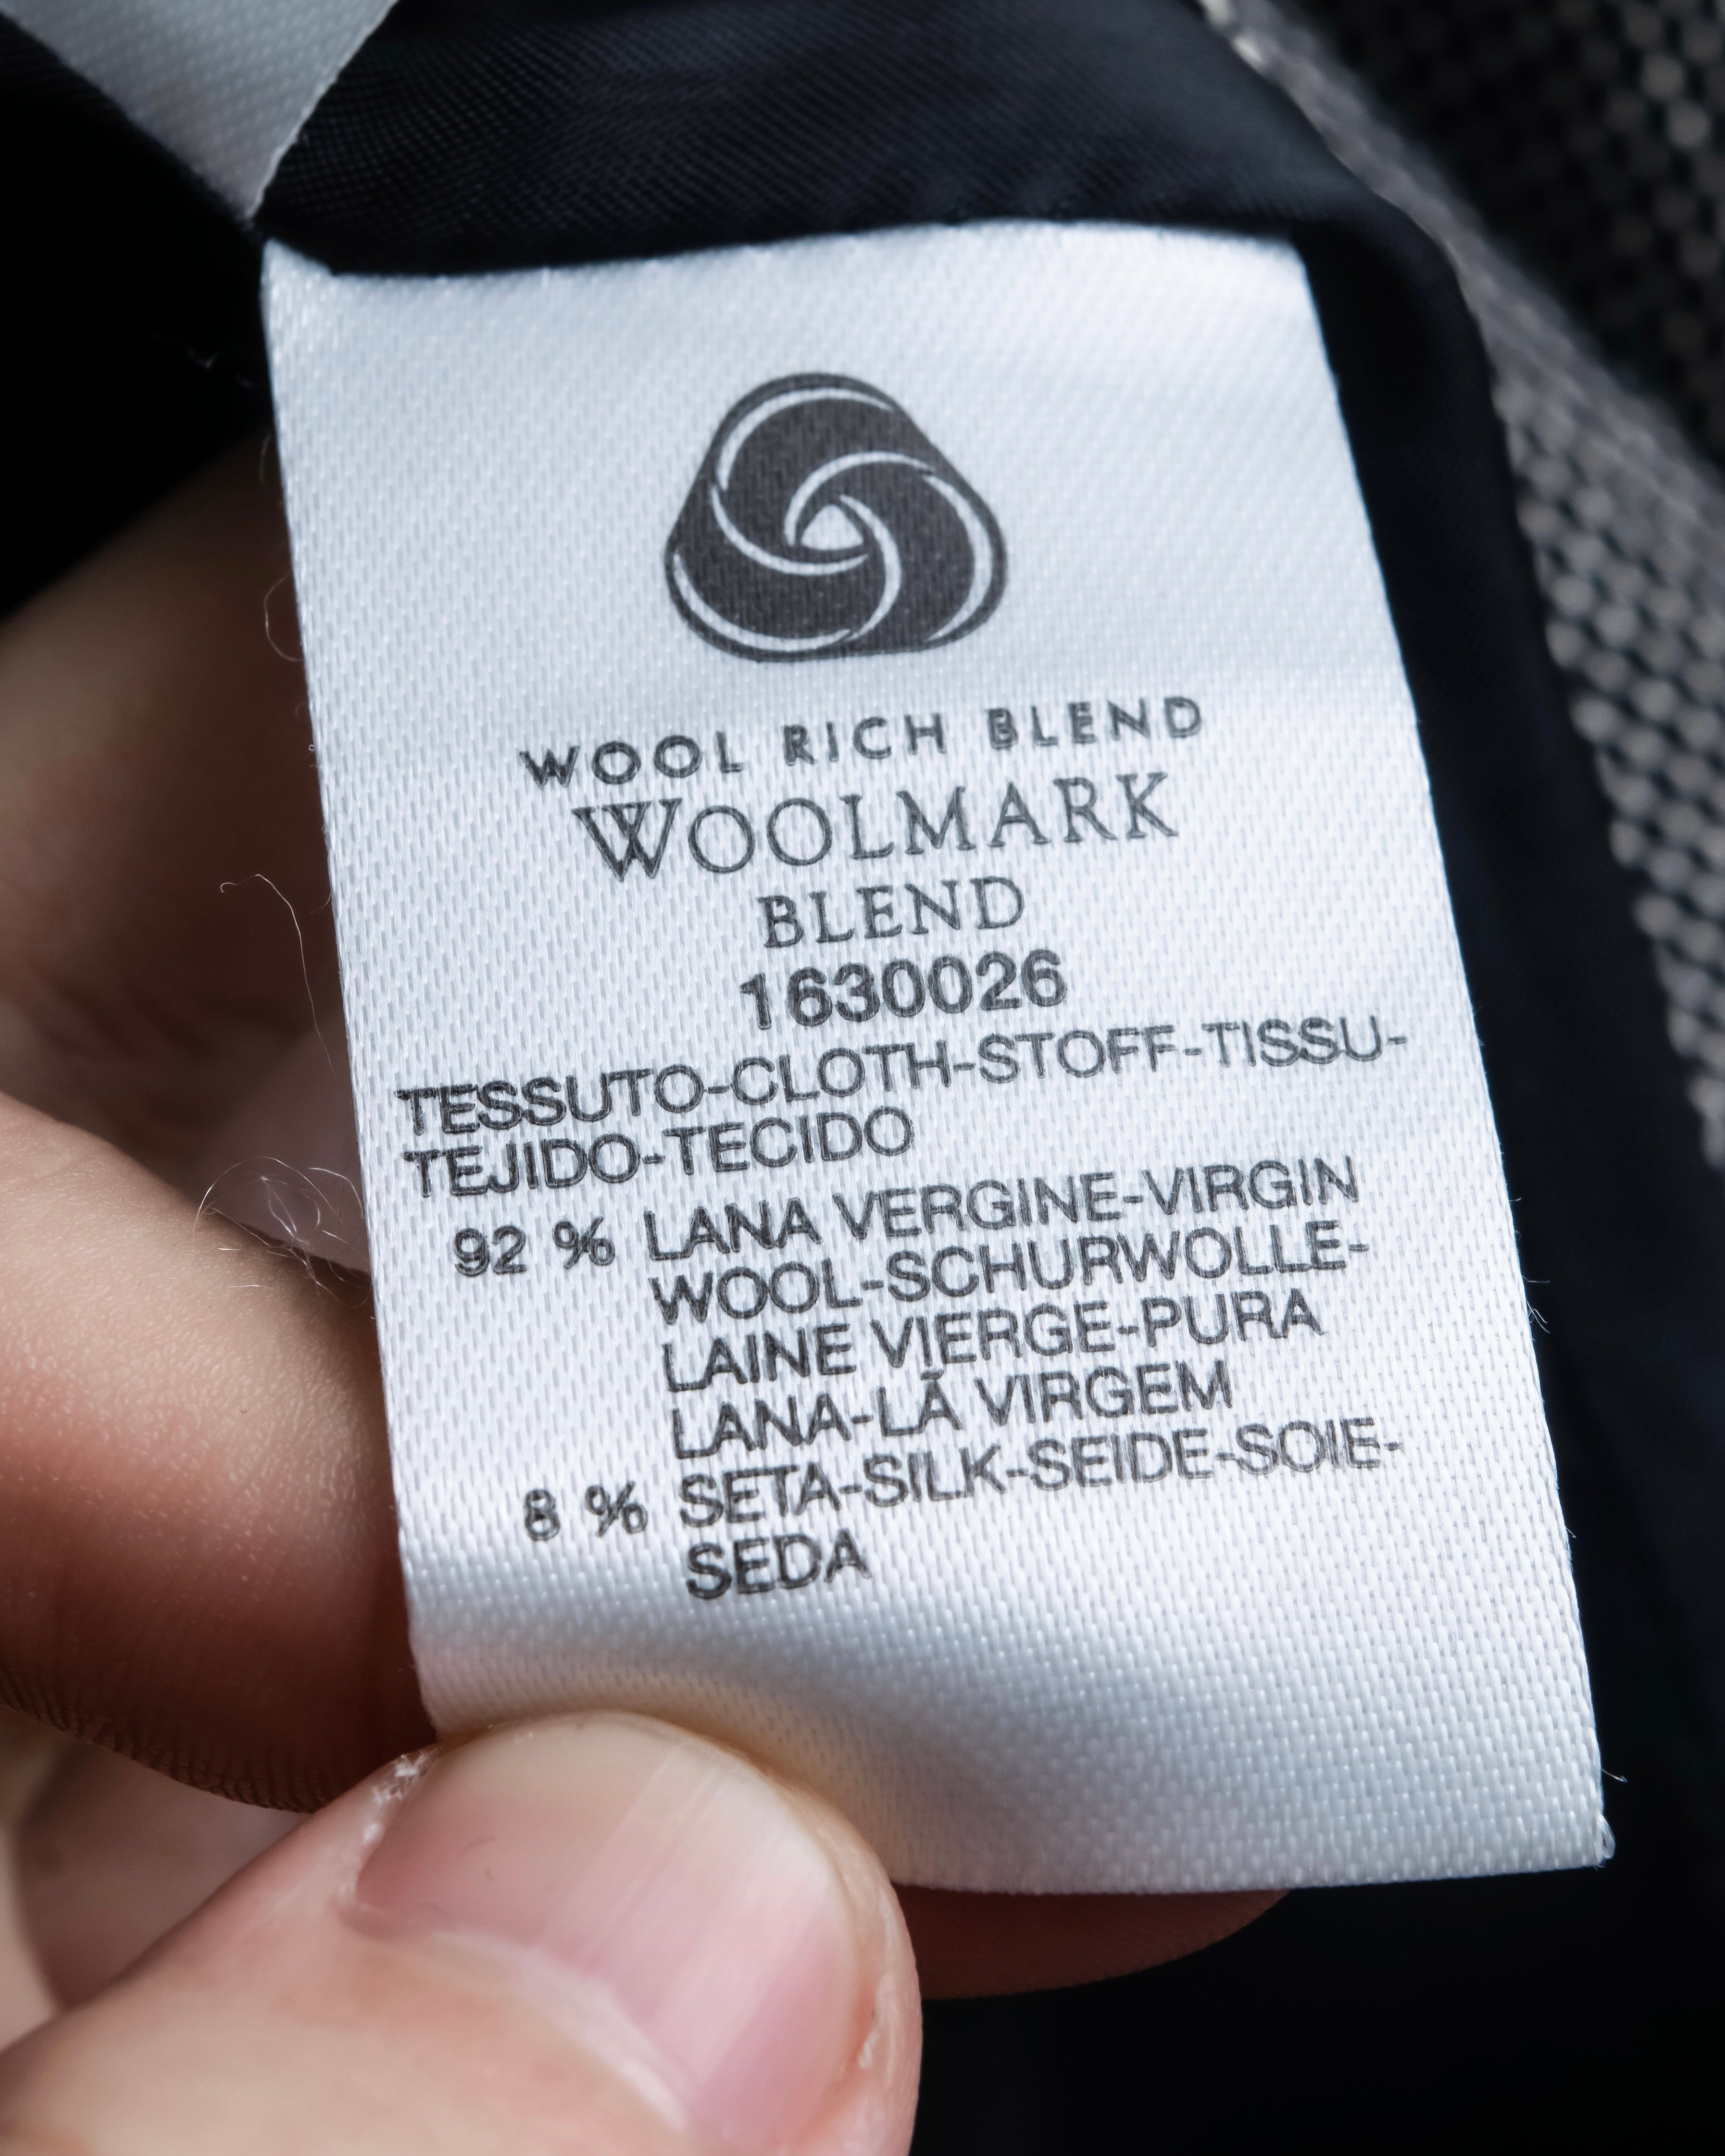 WOOL RICH BLEND
WOOLMARK
BLEND
1630026
TESSUTO-CLOTH-STOFF-TISSU-
TEJIDO-TECIDO
92 % LANA VERGINE-VIRGIN
WOOL-SCHURWOLLE-
LAINE VIERGE-PURA
LANA-LÃ VIRGEM
8 % SETA-SILK-SEIDE-SOIE-
SEDA